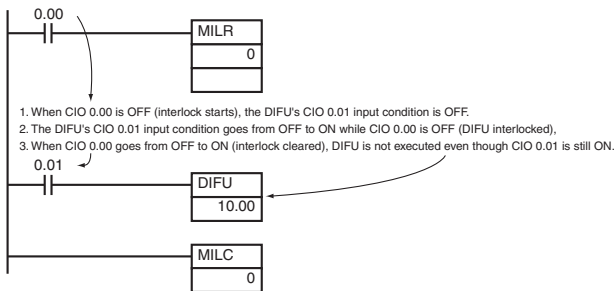 0.00
MILR
0
1. When CIO 0.00 is OFF (interlock starts), the DIFU's CIO 0.01 input condition is OFF.
2. The DIFU's CIO 0.01 input condition goes from OFF to ON while CIO 0.00 is OFF (DIFU interlocked),
3. When CIO 0.00 goes from OFF to ON (interlock cleared), DIFU is not executed even though CIO 0.01 is still ON.
0.01
DIFU
10.00
MILC
0